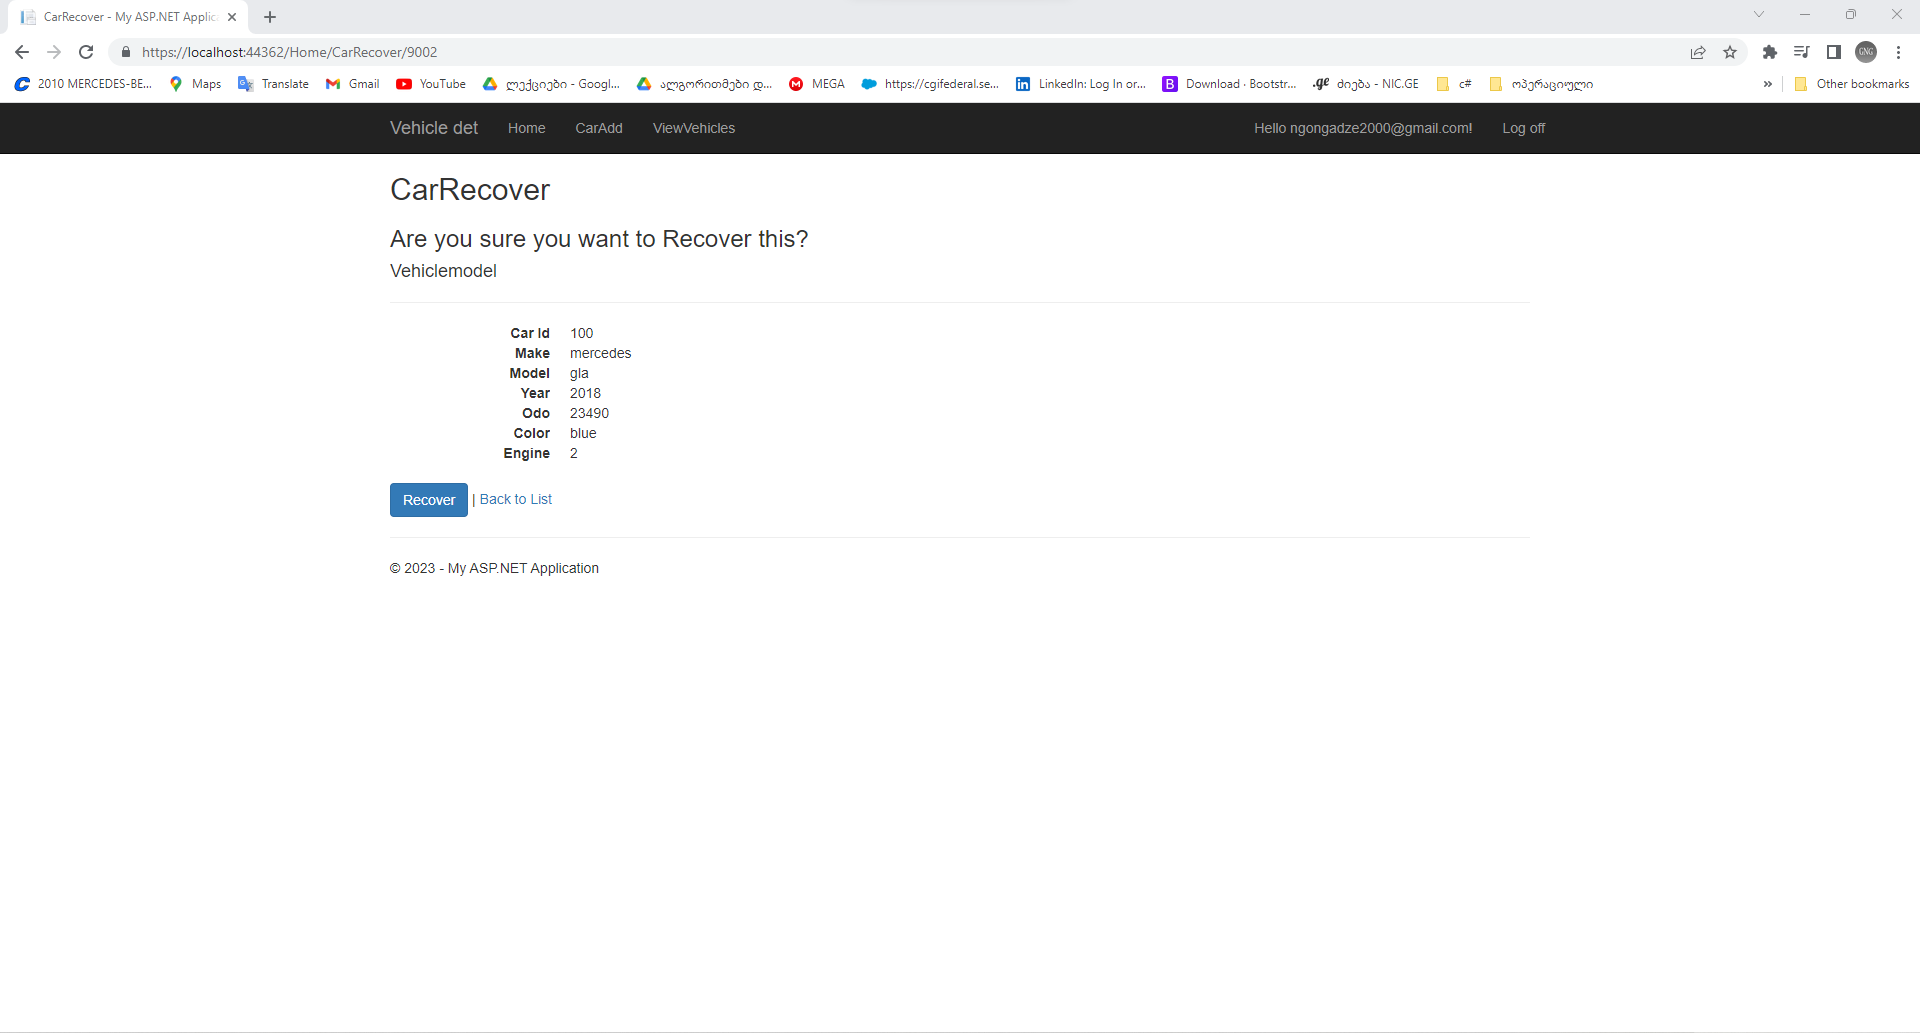 CarRecover - My ASP.NET Applic
https://localhost:44362/Home/CarRecover/9002
GNG
2010 MERCEDES-BE... Maps Translate Gmail YouTube ლექციები - Googl... ალგორითმები დ... MEGA https://cgifederal.se... LinkedIn: Log In or... B Download · Bootstr... .ge ძიება - NIC.GE c# ოპერაციული » Other bookmarks
Vehicle det Home CarAdd ViewVehicles Hello ngongadze2000@gmail.com! Log off
CarRecover
Are you sure you want to Recover this?
Vehiclemodel
Car Id 100
Make mercedes
Model gla
Year 2018
Odo 23490
Color blue
Engine 2
Recover | Back to List
© 2023 - My ASP.NET Application